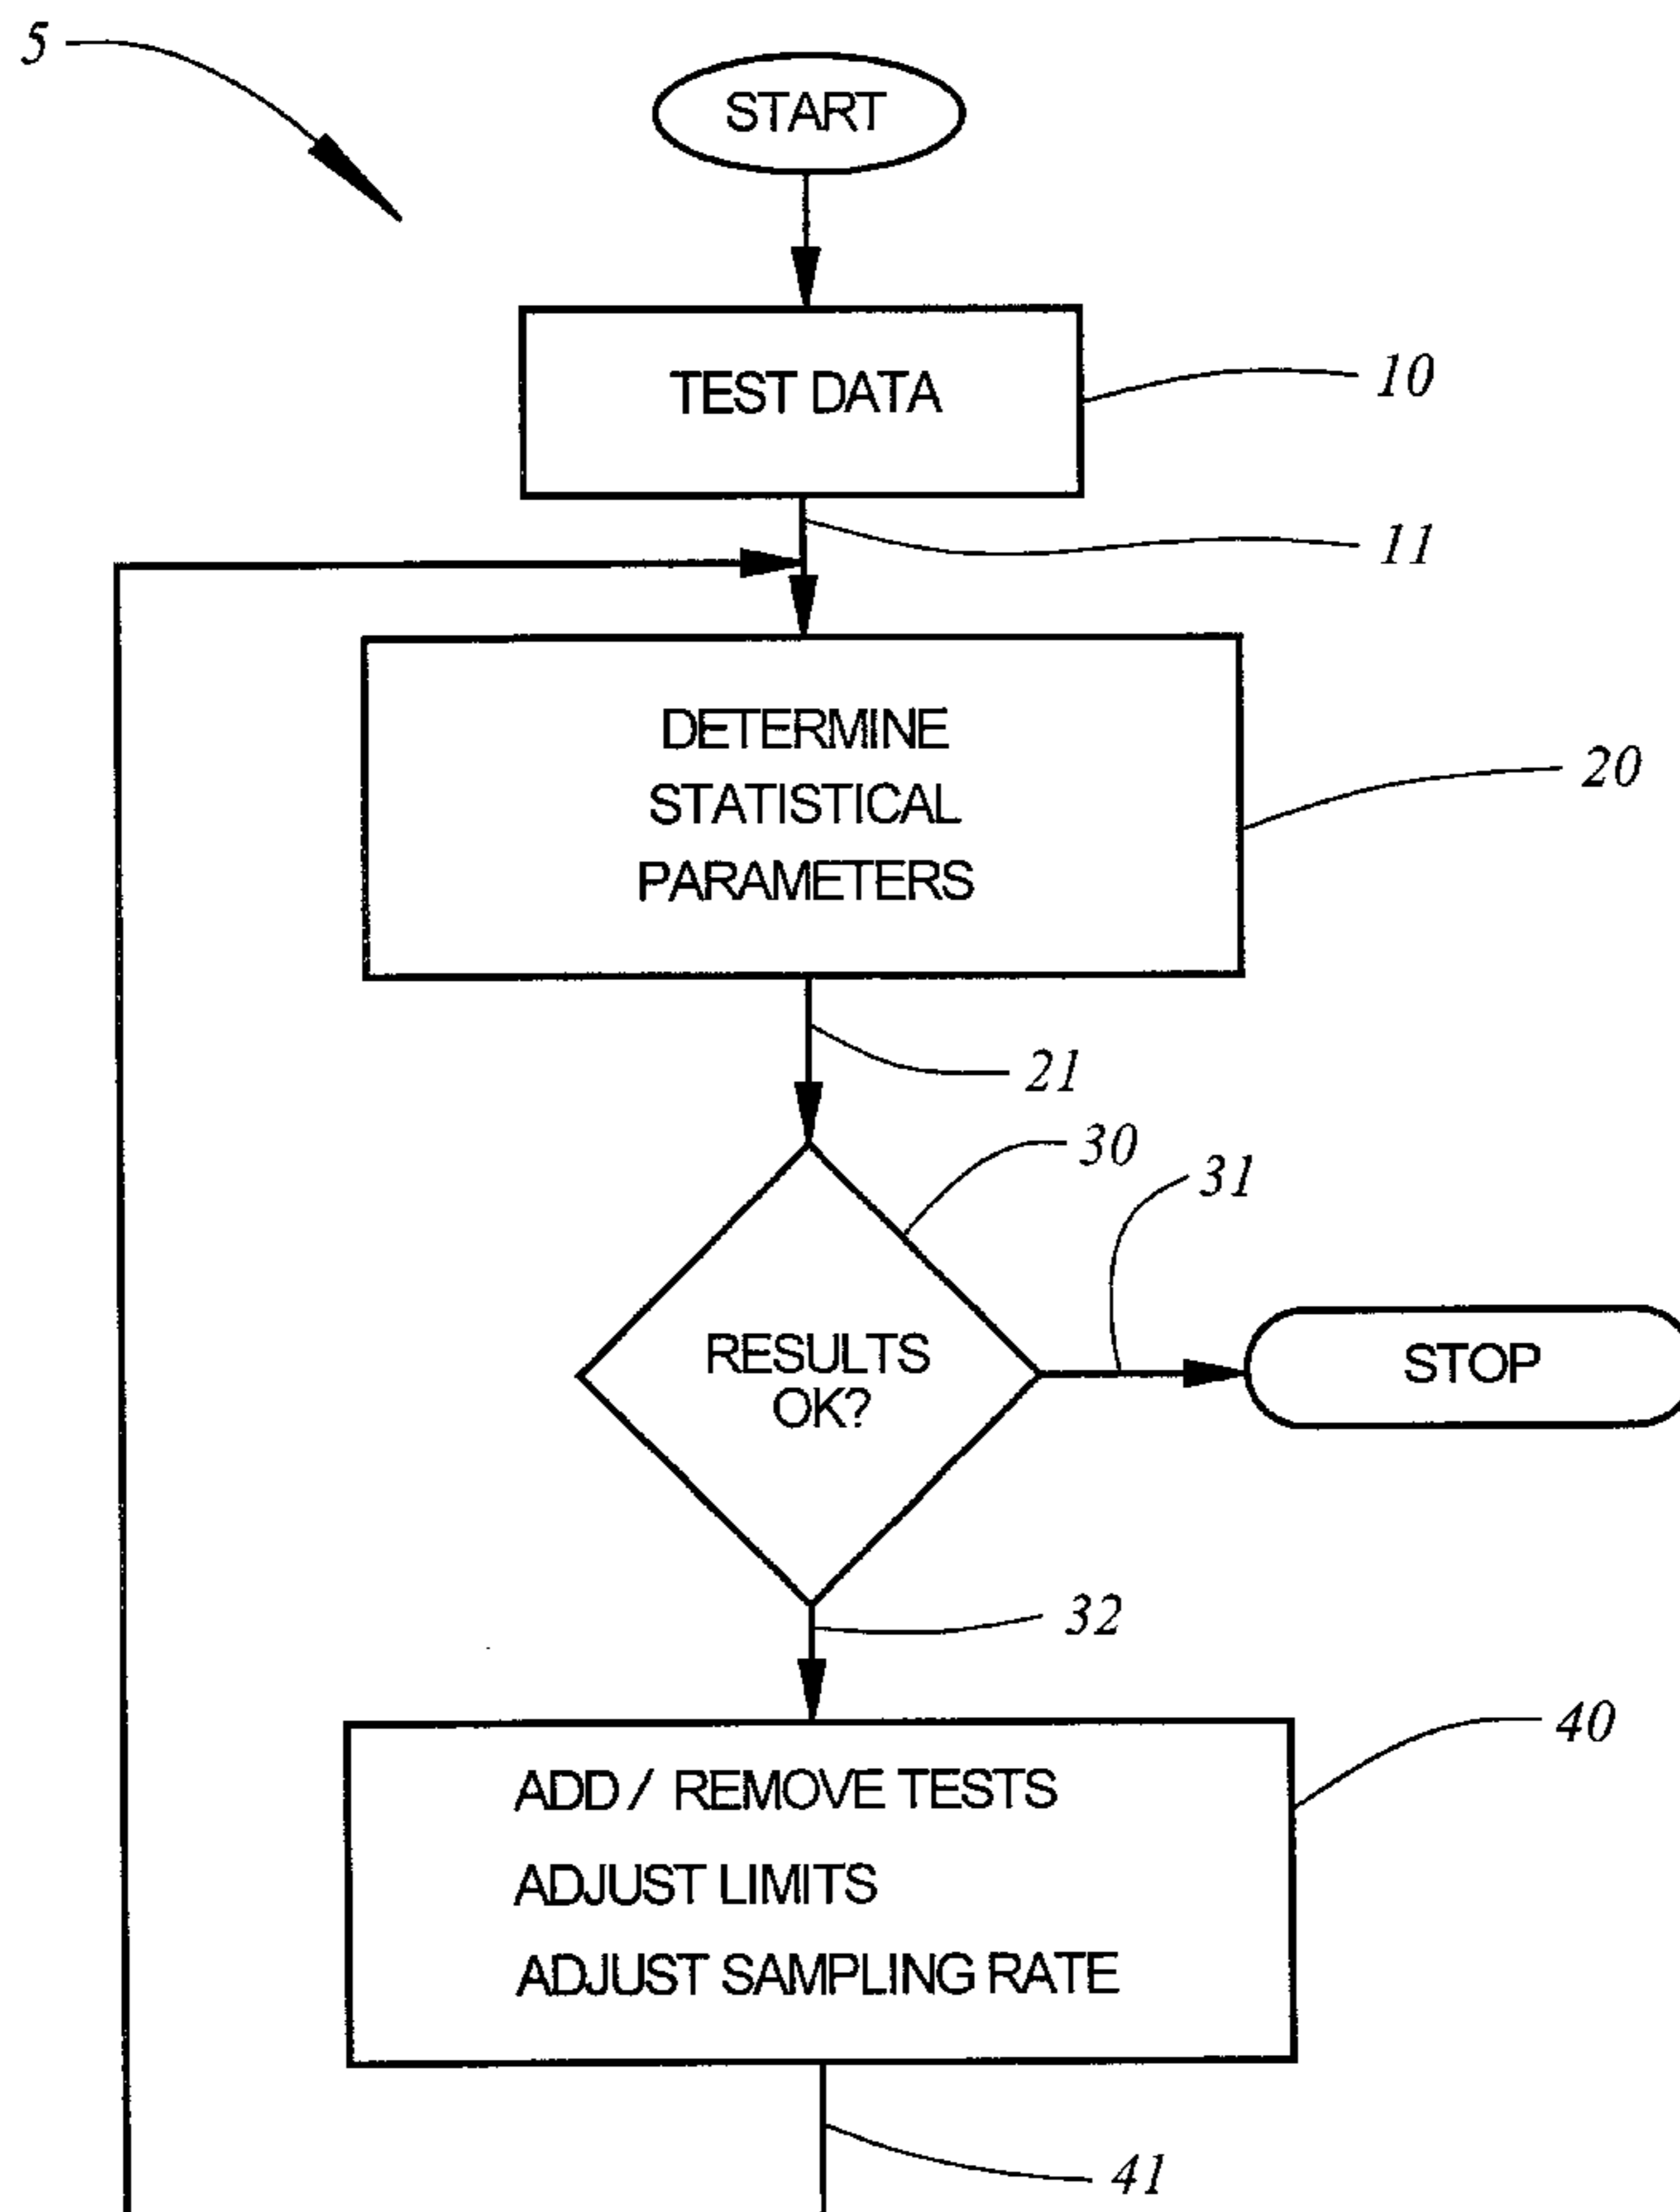 5
START
TEST DATA
10
11
DETERMINE
STATISTICAL
PARAMETERS
20
21
30
31
RESULTS
OK?
STOP
32
40
ADD / REMOVE TESTS
ADJUST LIMITS
ADJUST SAMPLING RATE
41